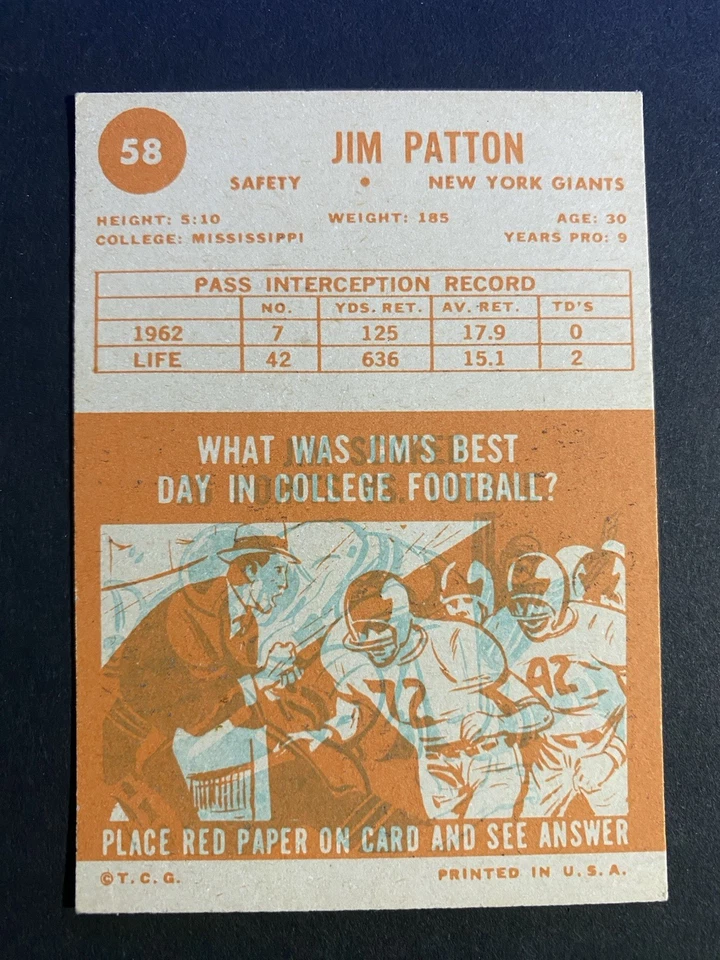 58
JIM PATTON
SAFETY • NEW YORK GIANTS
HEIGHT: 5:10 WEIGHT: 185 AGE: 30
COLLEGE: MISSISSIPPI YEARS PRO: 9
PASS INTERCEPTION RECORD
NO. YDS. RET. AV. RET. TD'S
1962 7 125 17.9 0
LIFE 42 636 15.1 2
WHAT WAS JIM'S BEST
DAY IN COLLEGE FOOTBALL?
72
42
PLACE RED PAPER ON CARD AND SEE ANSWER
©T.C.G. PRINTED IN U.S.A.